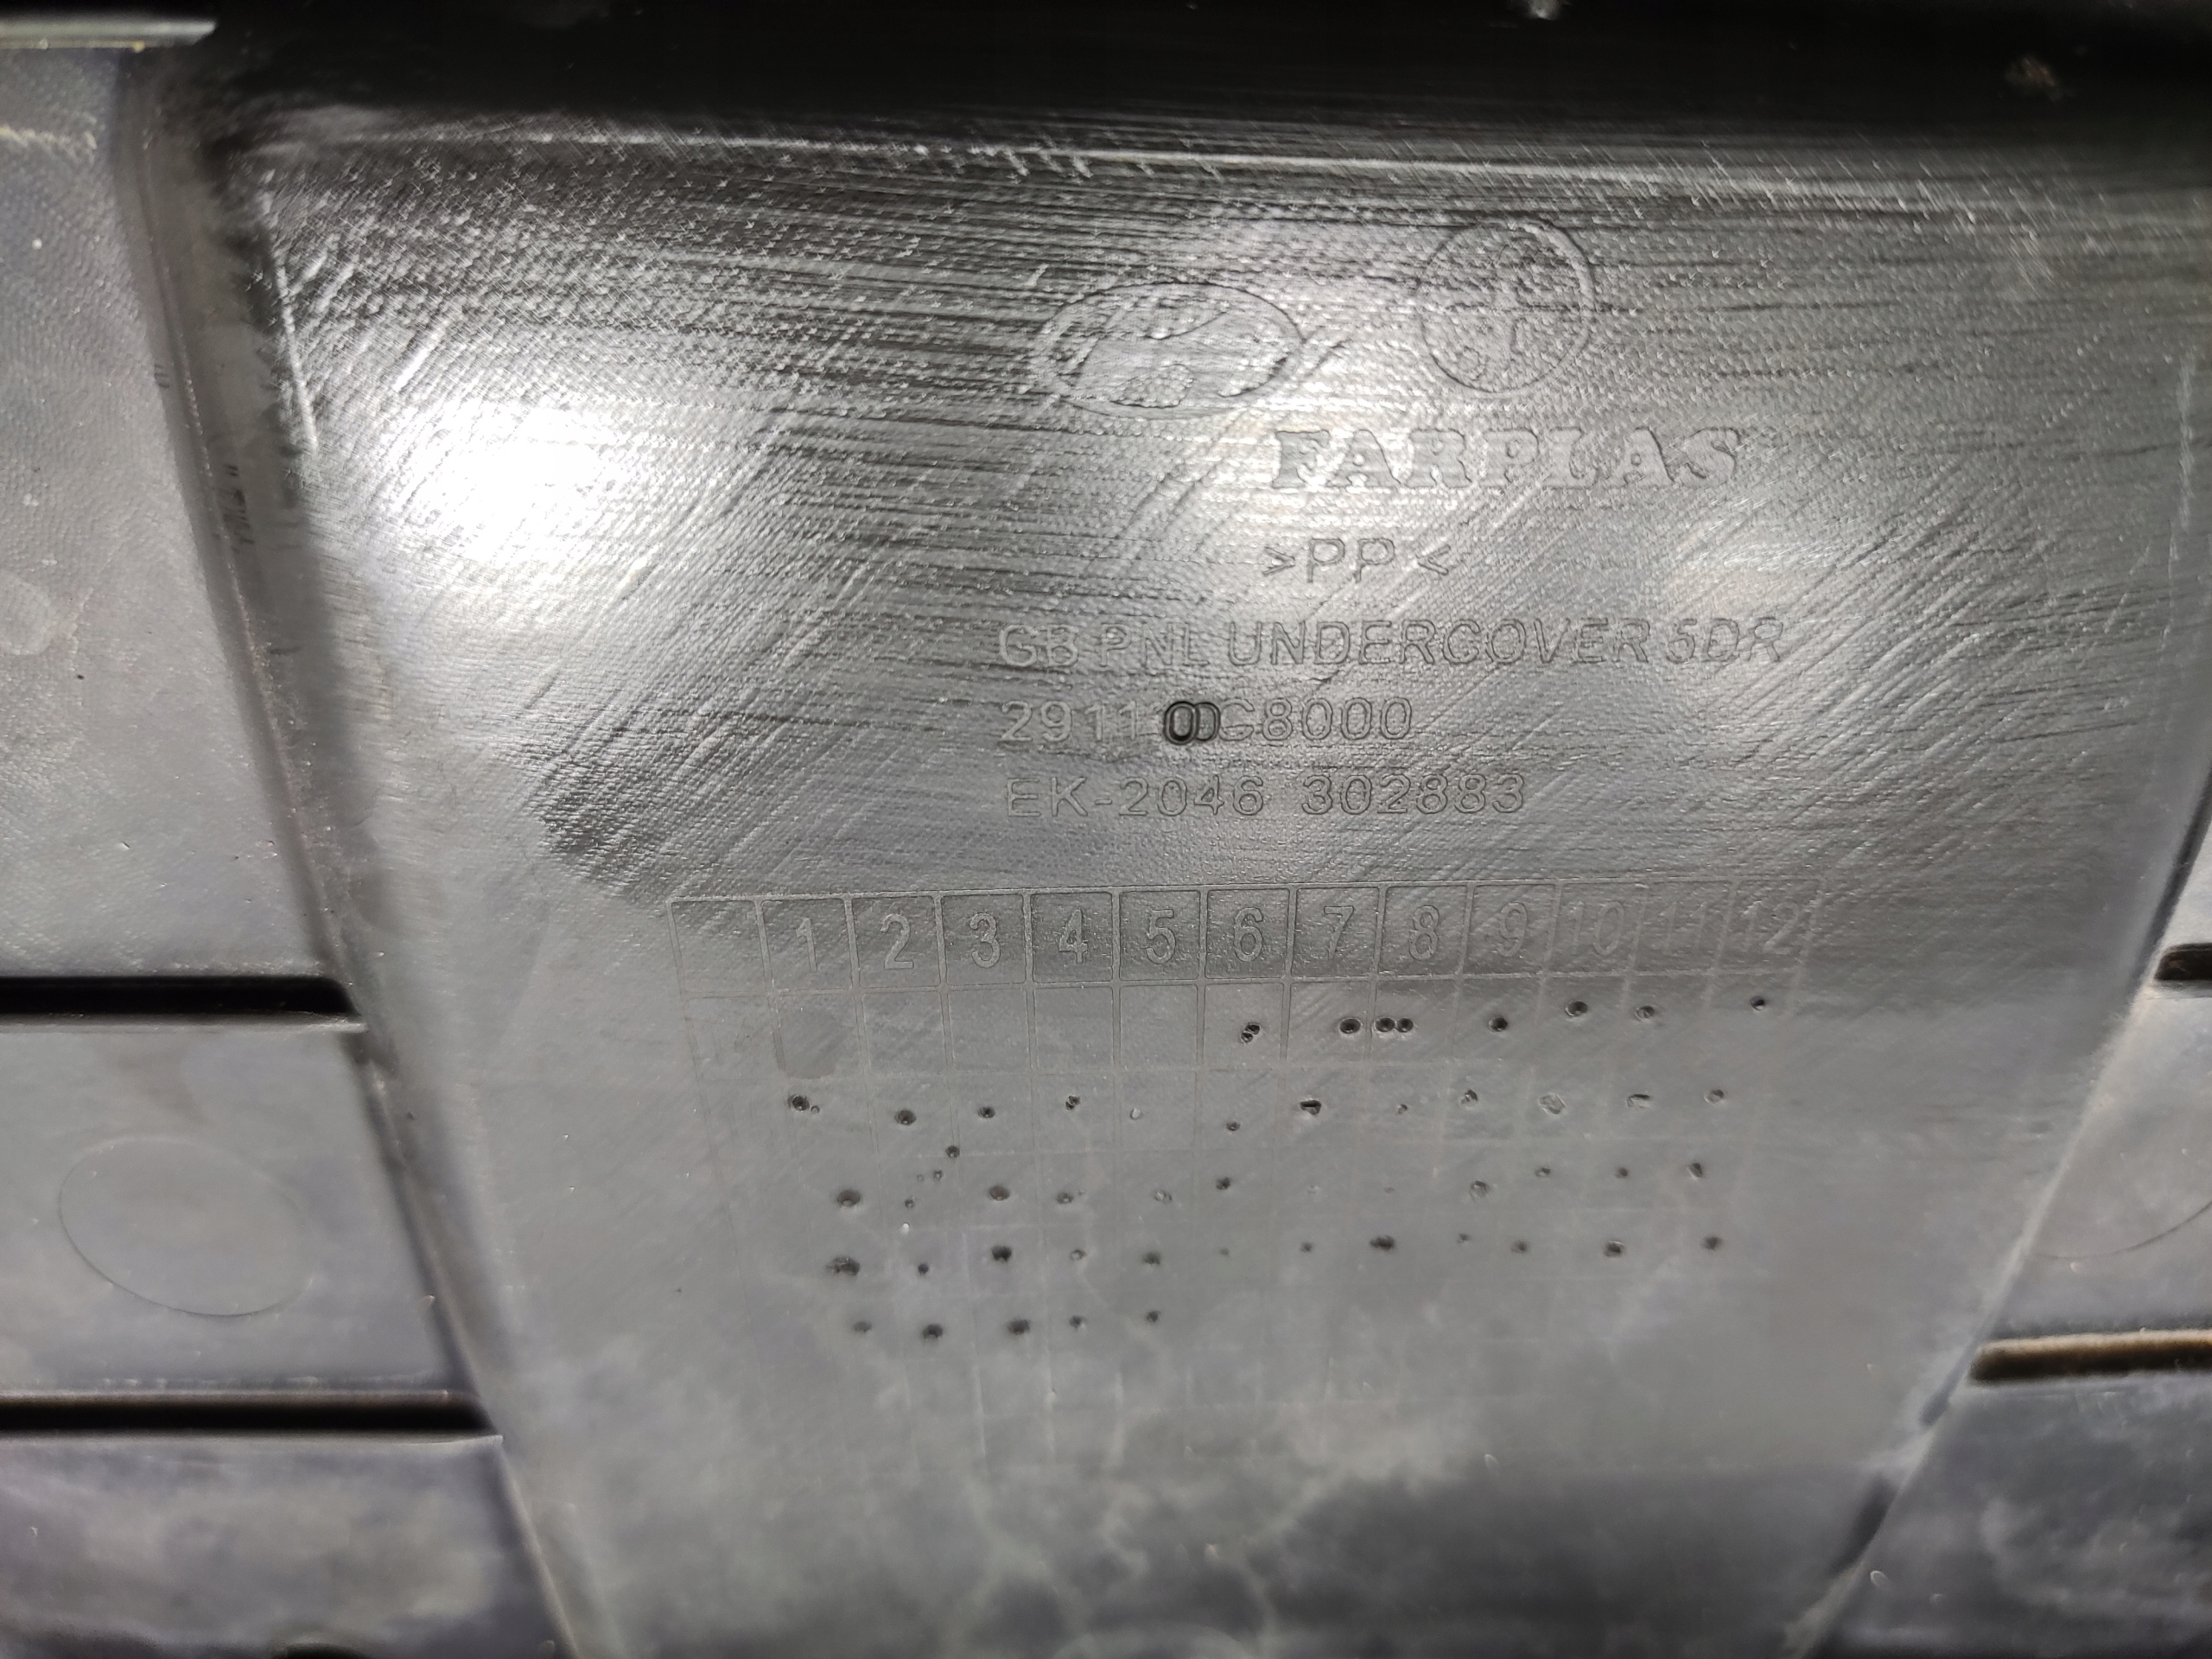 FARPLAS
>PP<
GB PNL UNDERCOVER 5DR
EK-2046 302883
1 2 3 4 5 6 7 8 9 10 11 12